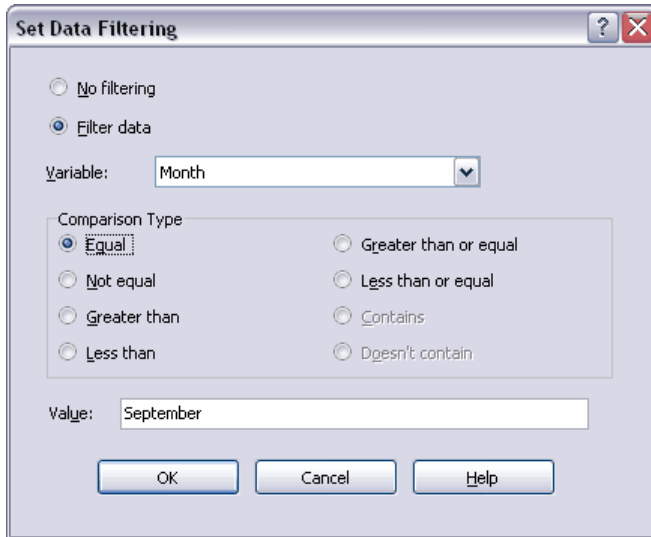 Set Data Filtering
No filtering
Filter data
Variable: Month
Comparison Type
Equal Greater than or equal
Not equal Less than or equal
Greater than Contains
Less than Doesn't contain
Value: September
OK Cancel Help